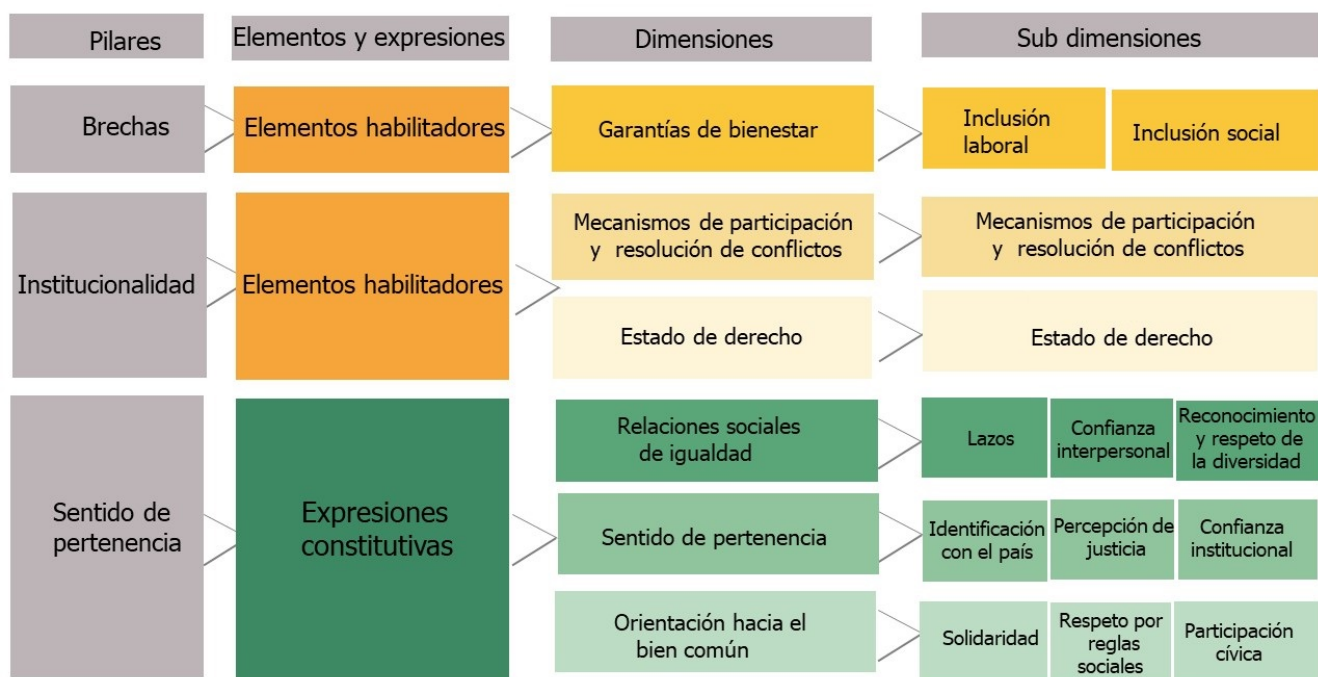 Pilares
Elementos y expresiones
Dimensiones
Sub dimensiones
Brechas
Elementos habilitadores
Garantías de bienestar
Inclusión
laboral
Inclusión social
Institucionalidad
Elementos habilitadores
Mecanismos de participación
y resolución de conflictos
Mecanismos de participación
y resolución de conflictos
Estado de derecho
Estado de derecho
Sentido de
pertenencia
Expresiones
constitutivas
Relaciones sociales
de igualdad
Lazos
Confianza
interpersonal
Reconocimiento
y respeto de
la diversidad
Sentido de pertenencia
Identificación
con el país
Percepción de
justicia
Confianza
institucional
Orientación hacia el
bien común
Solidaridad
Respeto por
reglas
sociales
Participación
cívica